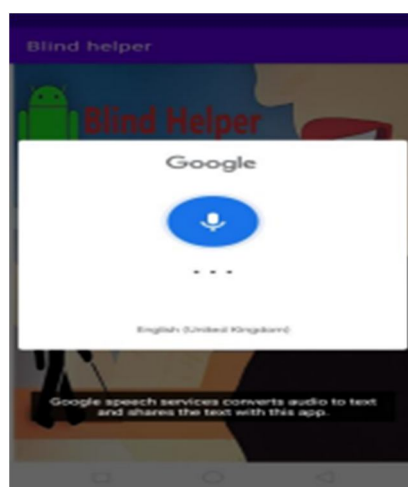 Blind helper
Blind Helper
Google
English (United Kingdom)
Google speech services converts audio to text
and shares the text with this app.